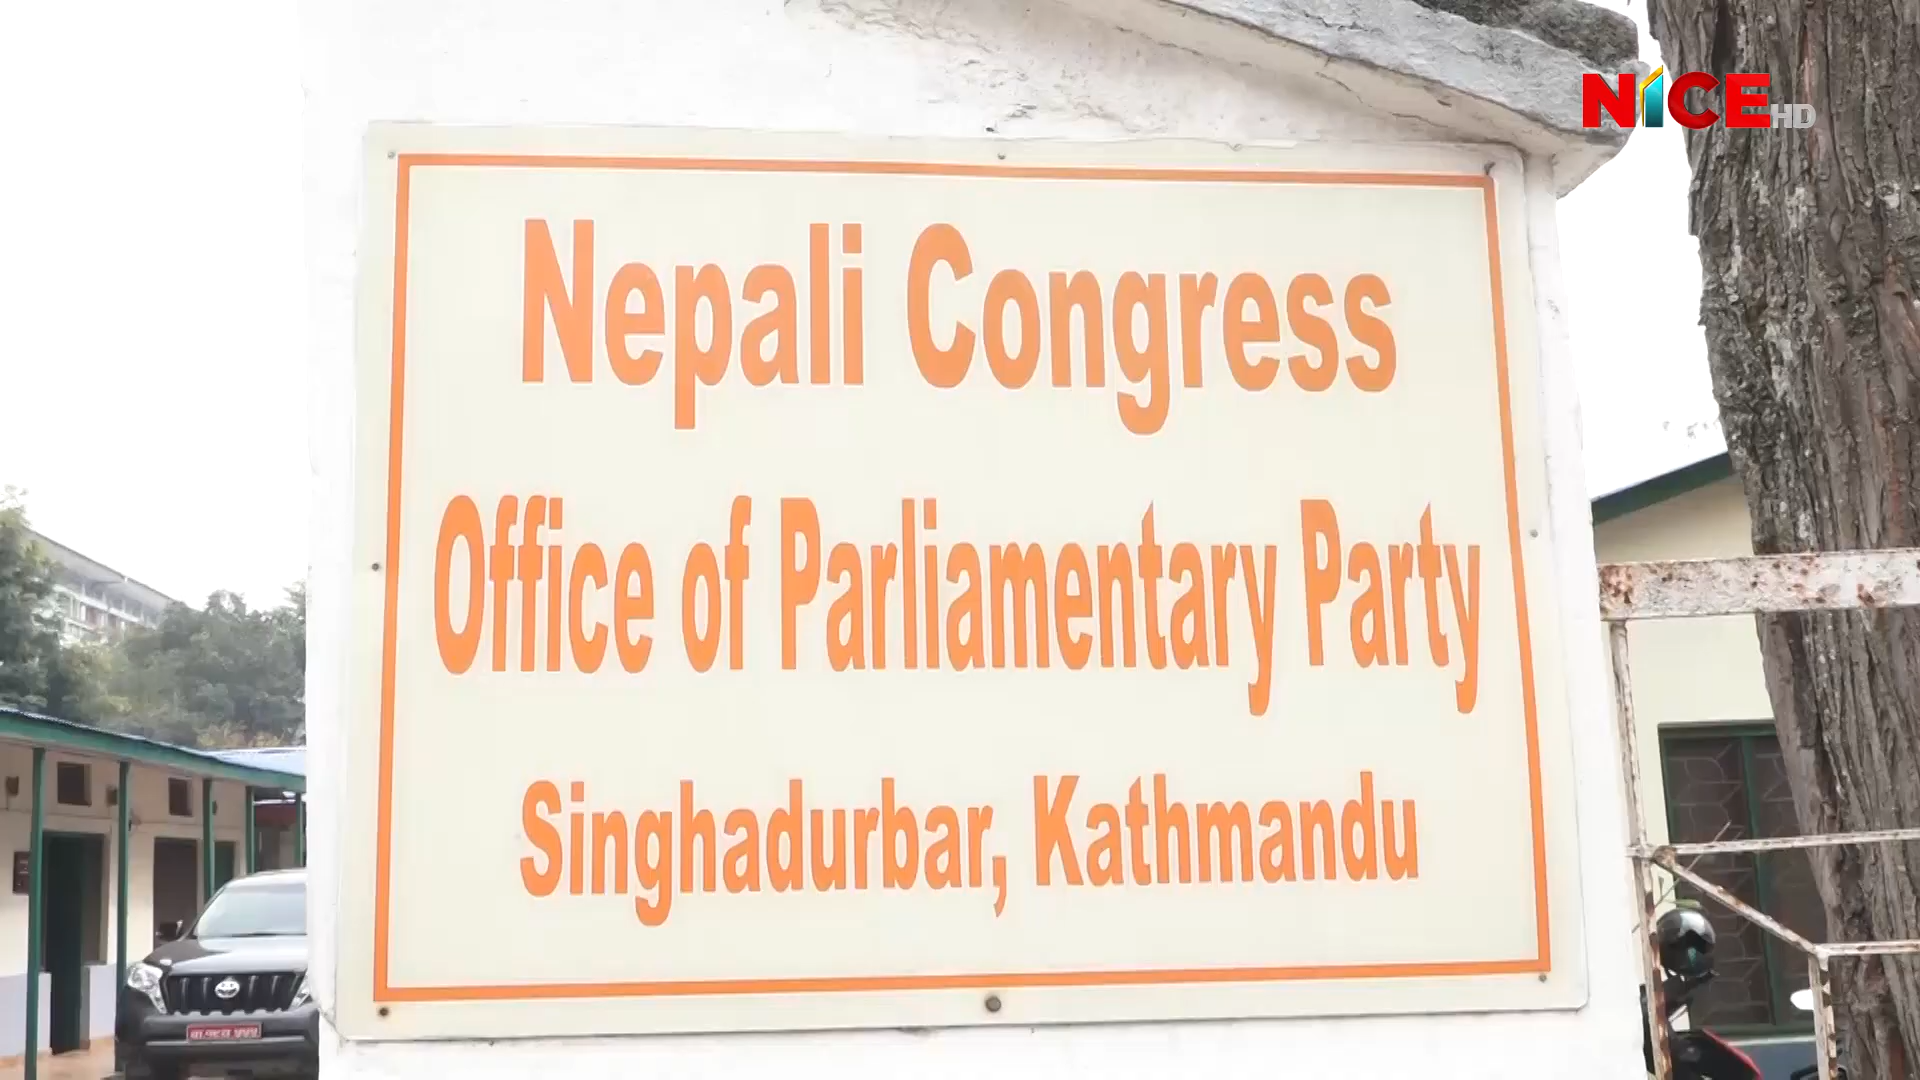 NICE HD
Nepali Congress
Office of Parliamentary Party
Singhadurbar, Kathmandu